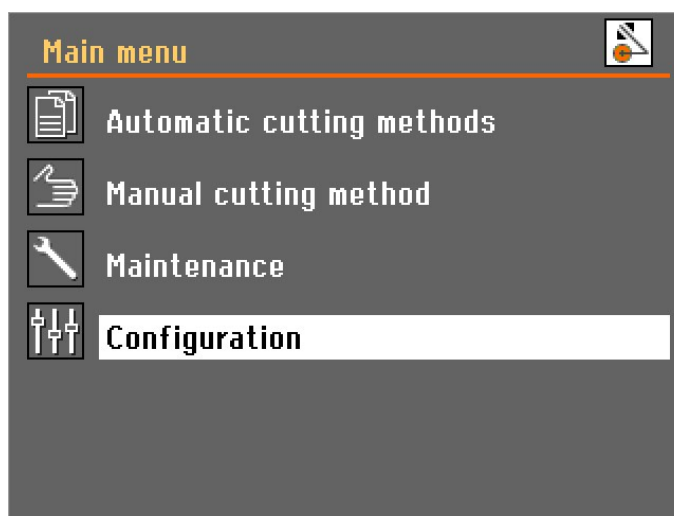 Main menu
Automatic cutting methods
Manual cutting method
Maintenance
Configuration